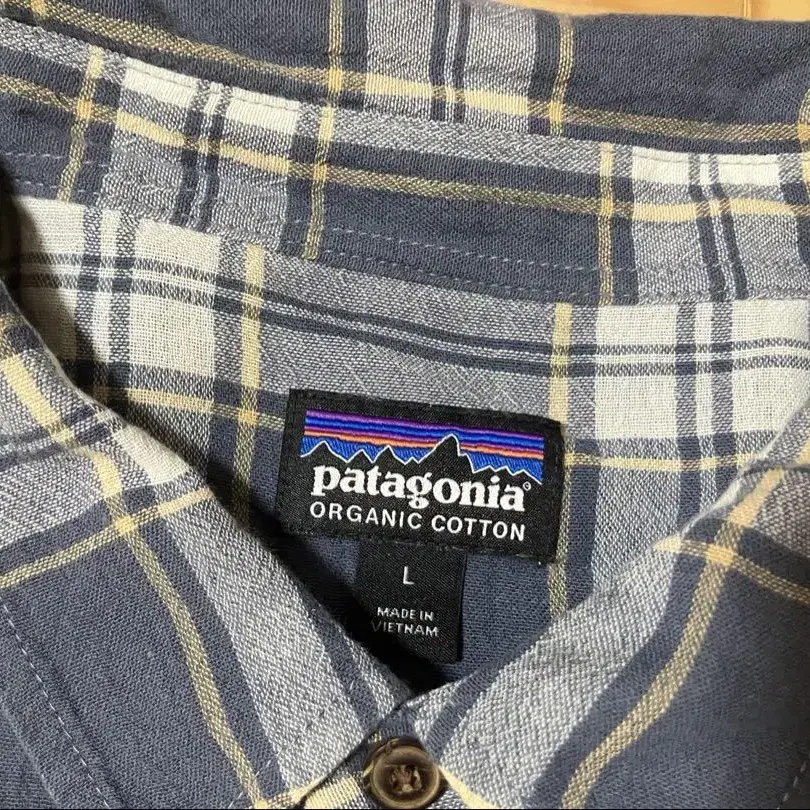 patagonia®
ORGANIC COTTON
L
MADE IN
VIETNAM